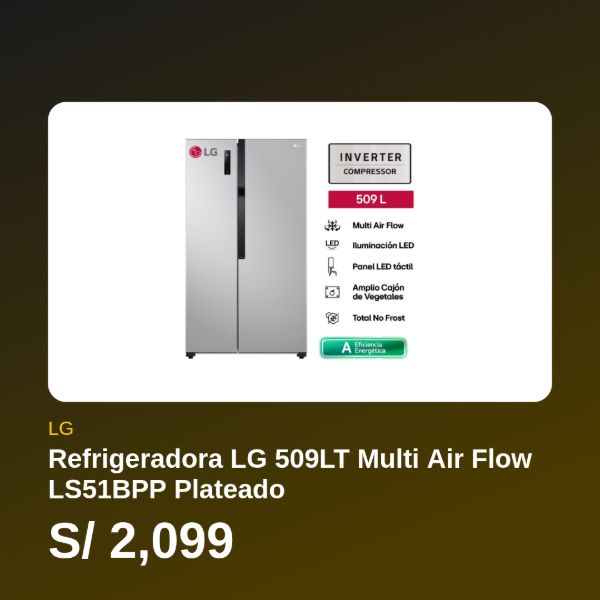 LG
INVERTER
COMPRESSOR
509 L
Multi Air Flow
LED
Iluminación LED
Panel LED táctil
Amplio Cajón
de Vegetales
Total No Frost
A Eficiencia
Energética
LG
Refrigeradora LG 509LT Multi Air Flow
LS51BPP Plateado
S/ 2,099